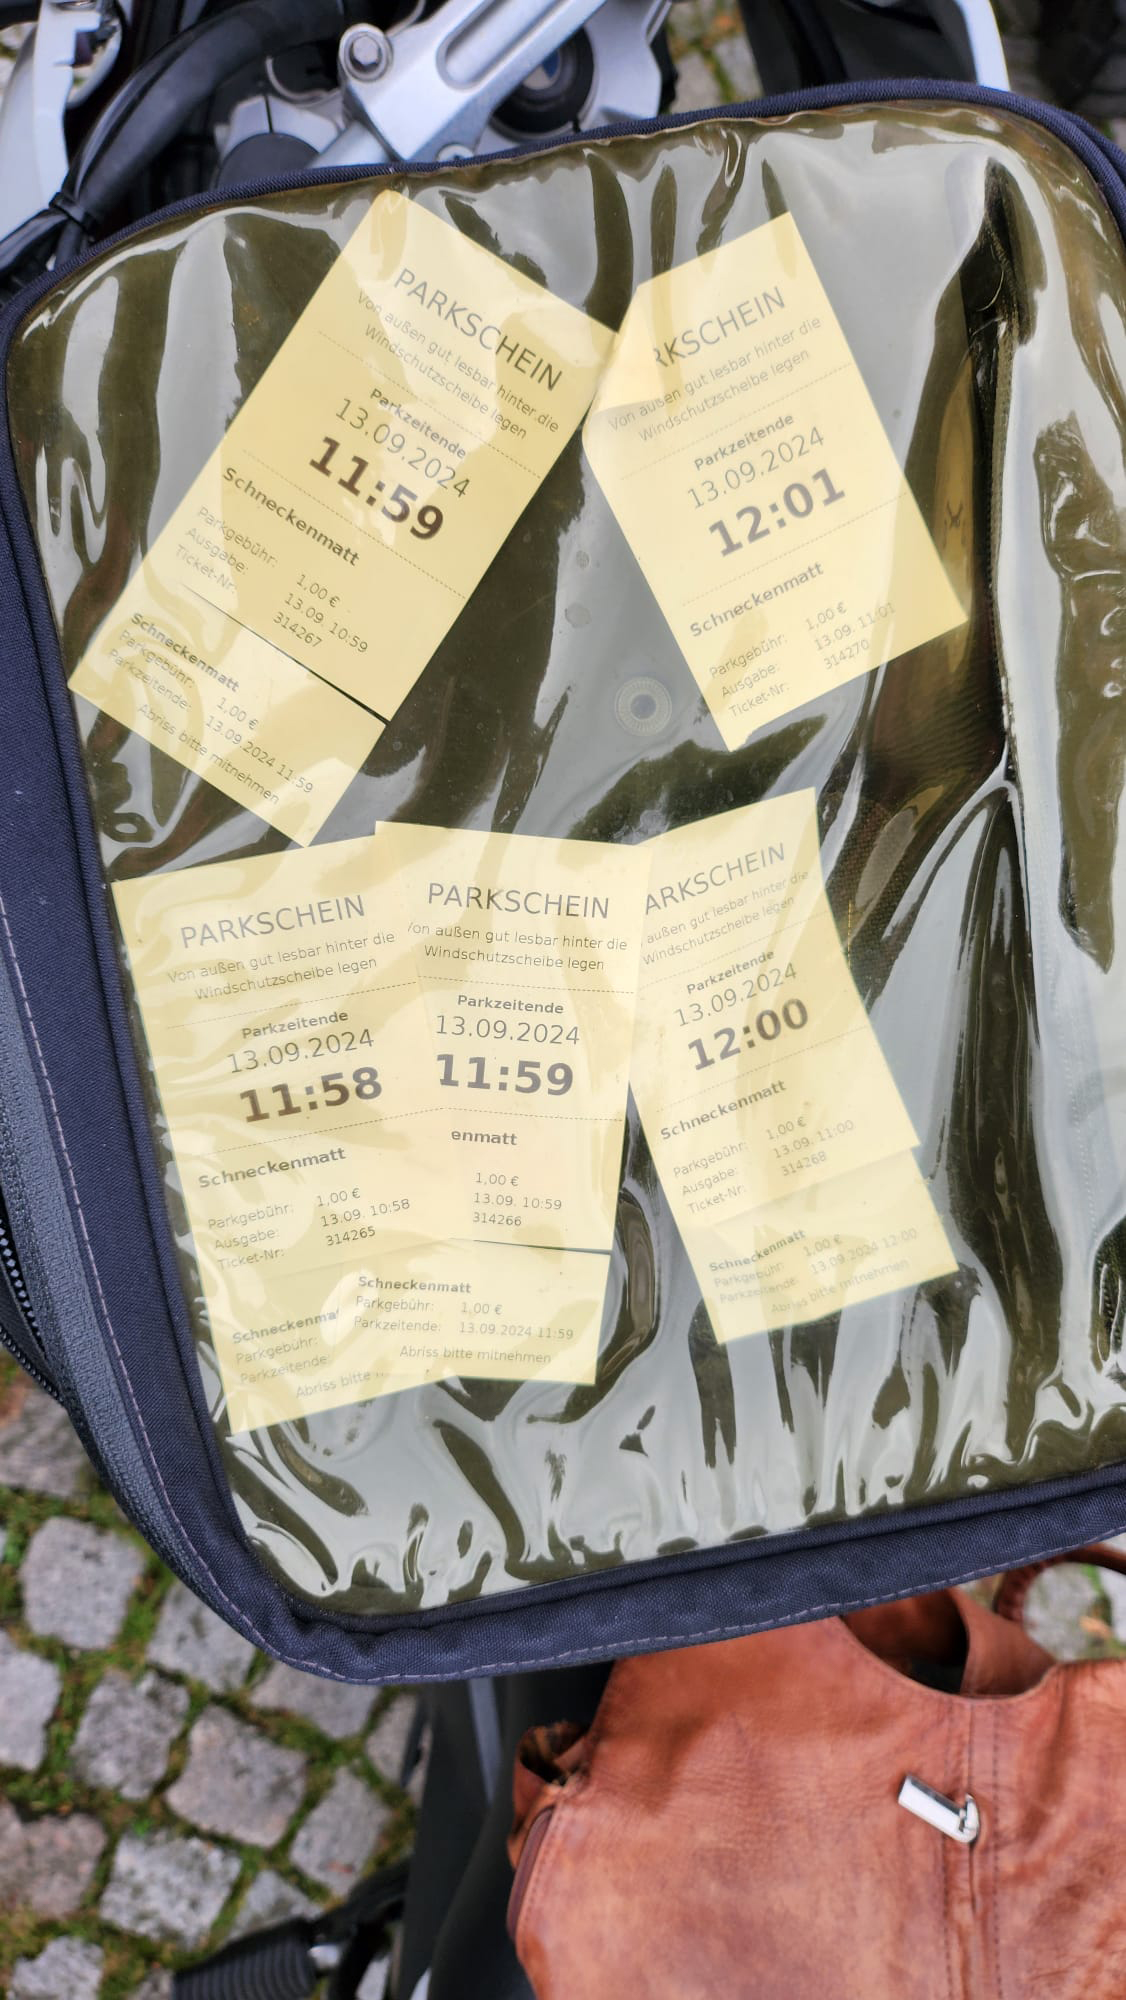 PARKSCHEIN
Von außen gut lesbar hinter die
Windschutzscheibe legen
Parkzeitende
13.09.2024
11:59
Schneckenmatt
Parkgebühr: 1,00 €
Ausgabe: 13.09. 10:59
Ticket-Nr: 314267
Schneckenmatt
Parkgebühr: 1,00 €
Parkzeitende: 13.09.2024 11:59
Abriss bitte mitnehmen
RKSCHEIN
Von außen gut lesbar hinter die
Windschutzscheibe legen
Parkzeitende
13.09.2024
12:01
Schneckenmatt
Parkgebühr: 1,00 €
Ausgabe: 13.09. 11:01
Ticket-Nr: 314270
PARKSCHEIN
Von außen gut lesbar hinter die
Windschutzscheibe legen
Parkzeitende
13.09.2024
11:58
Schneckenmatt
Parkgebühr: 1,00 €
Ausgabe: 13.09. 10:58
Ticket-Nr: 314265
Schneckenma
Parkgebühr:
Parkzeitende:
Abriss bitte
PARKSCHEIN
Von außen gut lesbar hinter die
Windschutzscheibe legen
Parkzeitende
13.09.2024
11:59
enmatt
1,00 €
13.09. 10:59
314266
Schneckenmatt
Parkgebühr: 1,00 €
Parkzeitende: 13.09.2024 11:59
Abriss bitte mitnehmen
ARKSCHEIN
außen gut lesbar hinter die
Windschutzscheibe legen
Parkzeitende
13.09.2024
12:00
Schneckenmatt
Parkgebühr: 1,00 €
Ausgabe: 13.09. 11:00
Ticket-Nr: 314268
Schneckenmatt
Parkgebühr: 1,00 €
Parkzeitende: 13.09.2024 12:00
Abriss bitte mitnehmen